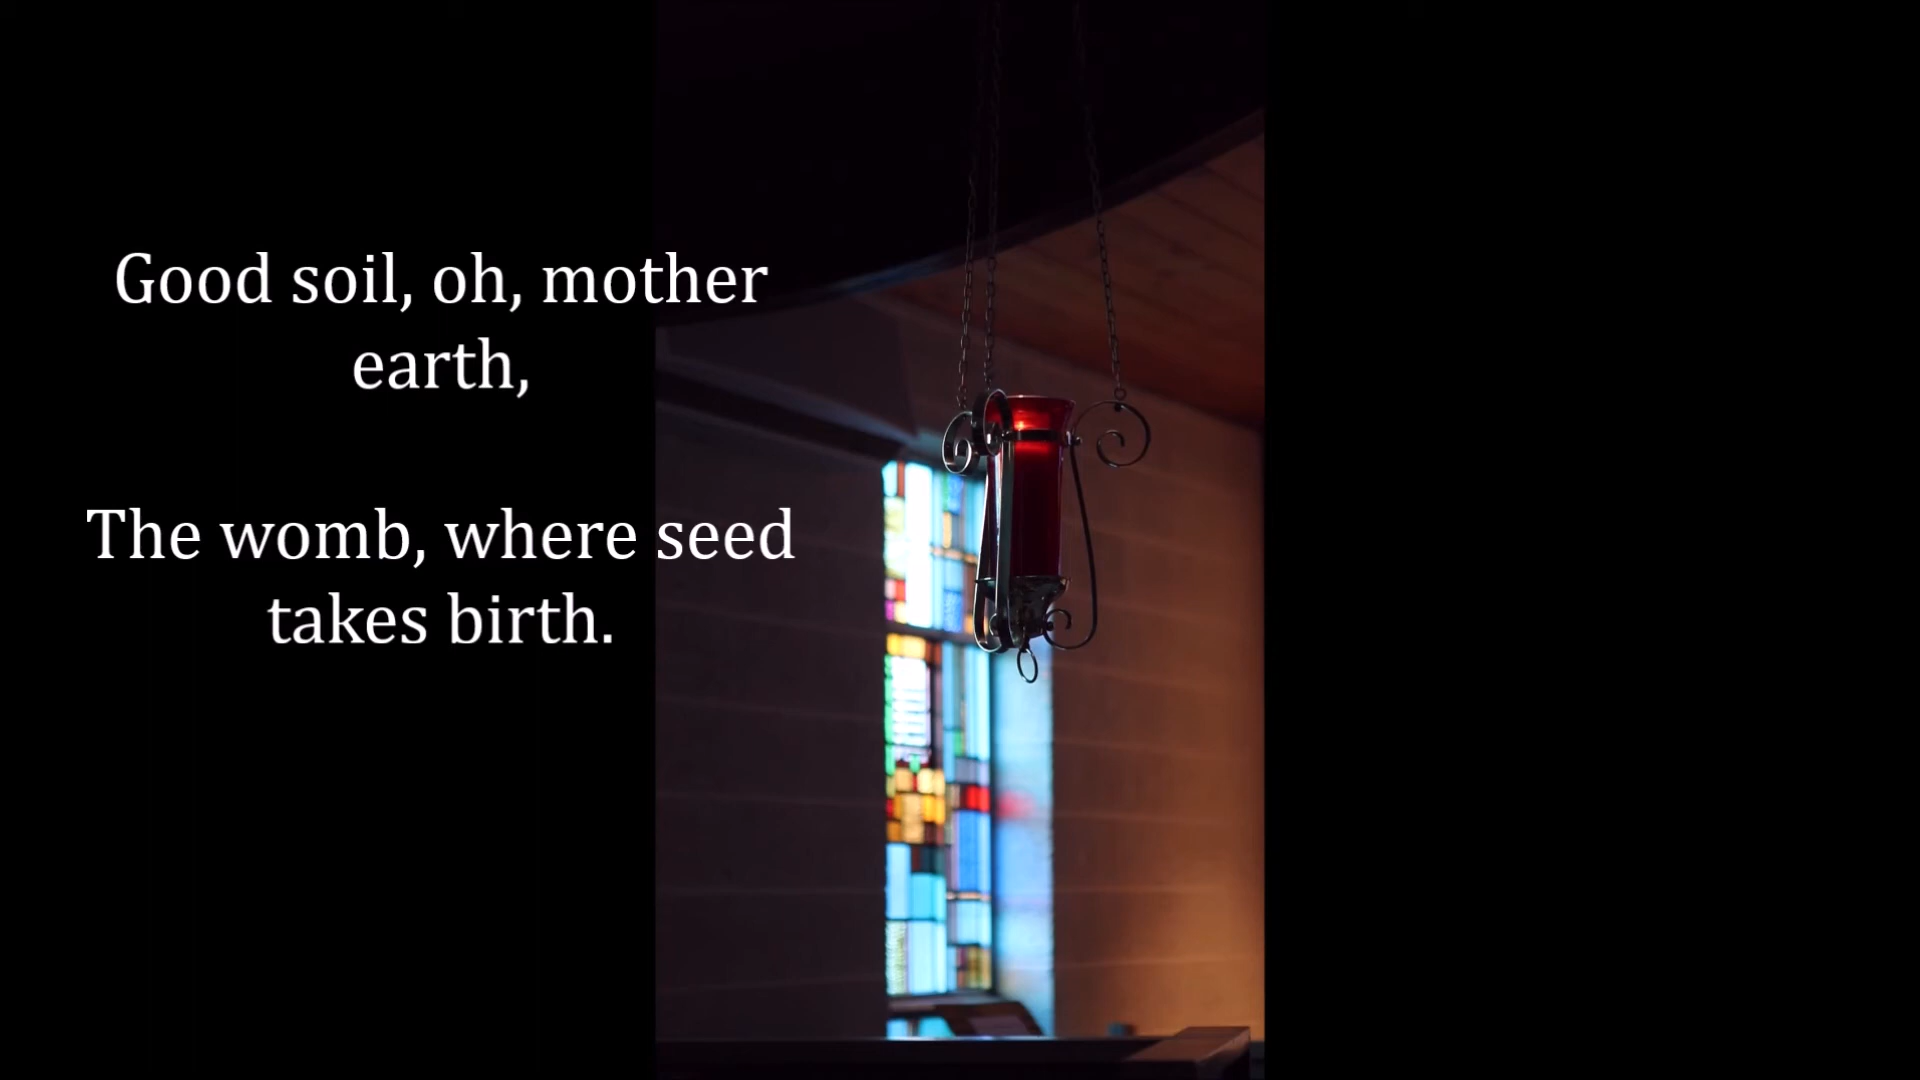 Good soil, oh, mother
earth,
The womb, where seed
takes birth.